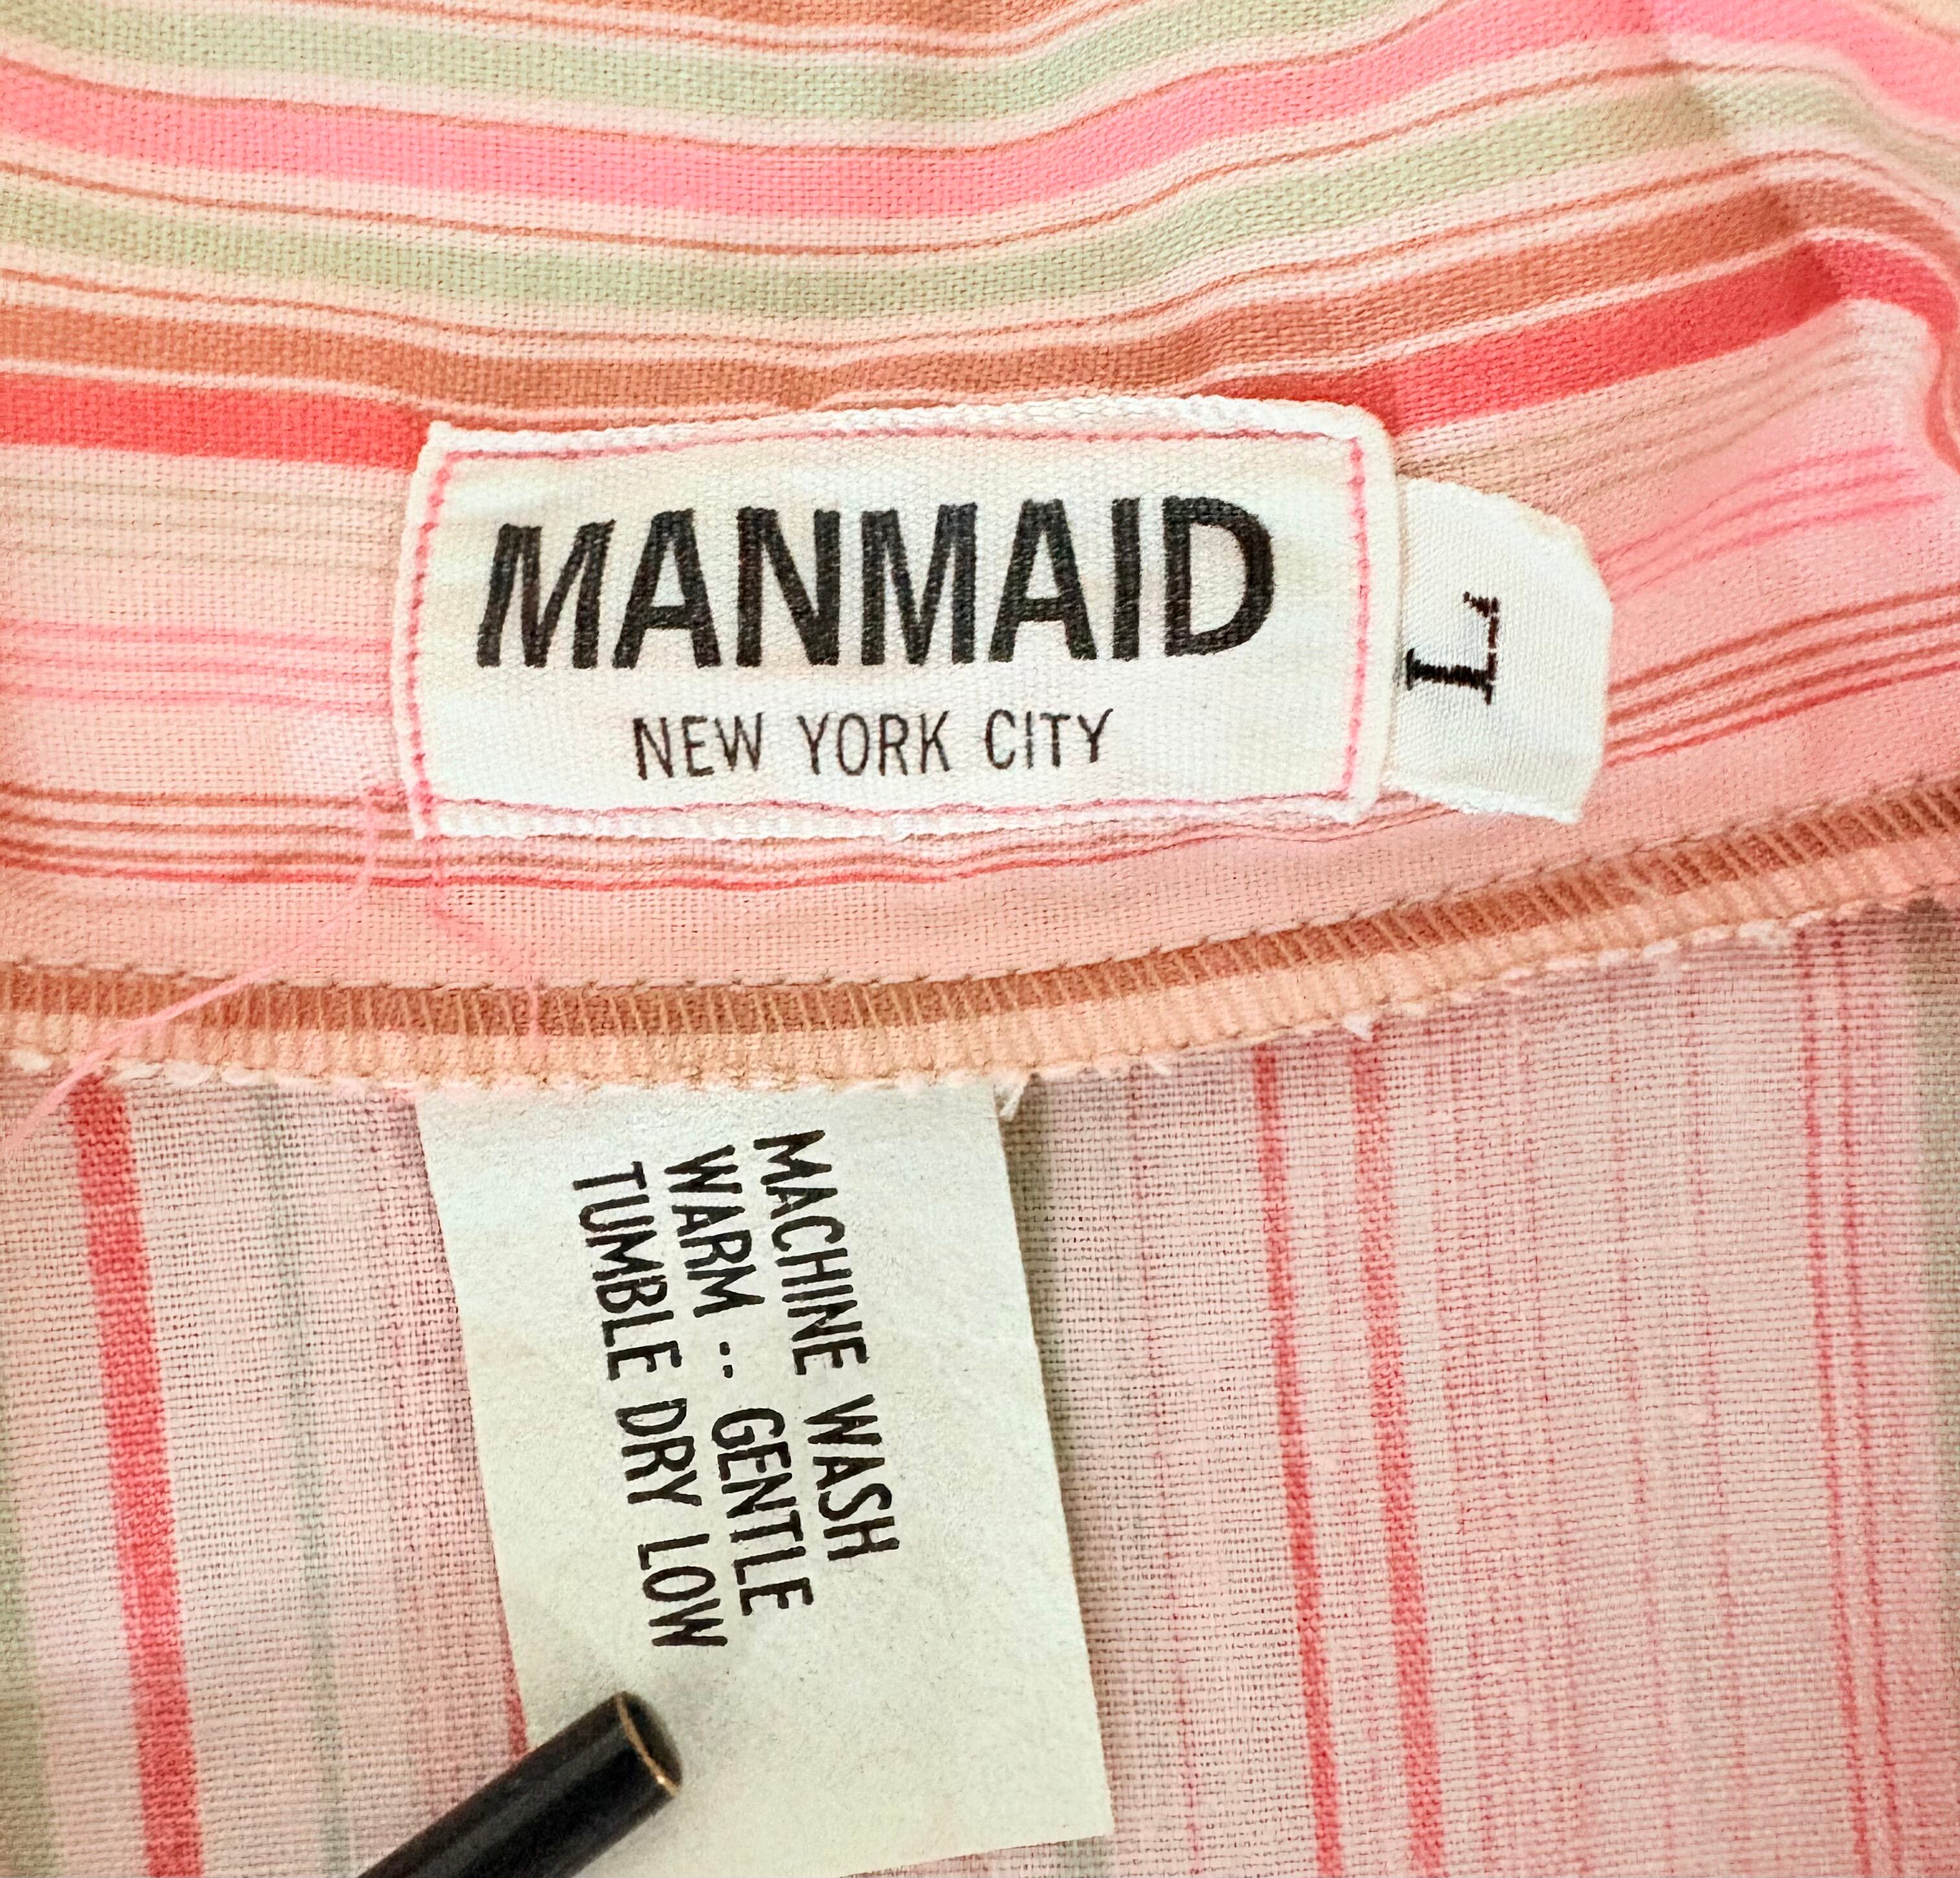 MANMAID
NEW YORK CITY
L
MACHINE WASH
WARM -- GENTLE
TUMBLE DRY LOW